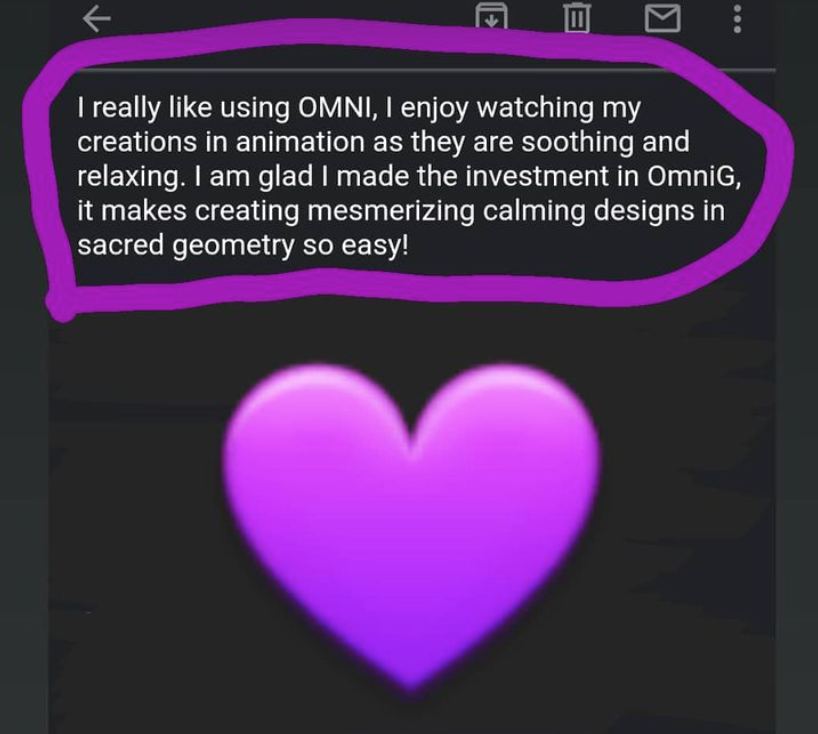 I really like using OMNI, I enjoy watching my
creations in animation as they are soothing and
relaxing. I am glad I made the investment in OmniG,
it makes creating mesmerizing calming designs in
sacred geometry so easy!